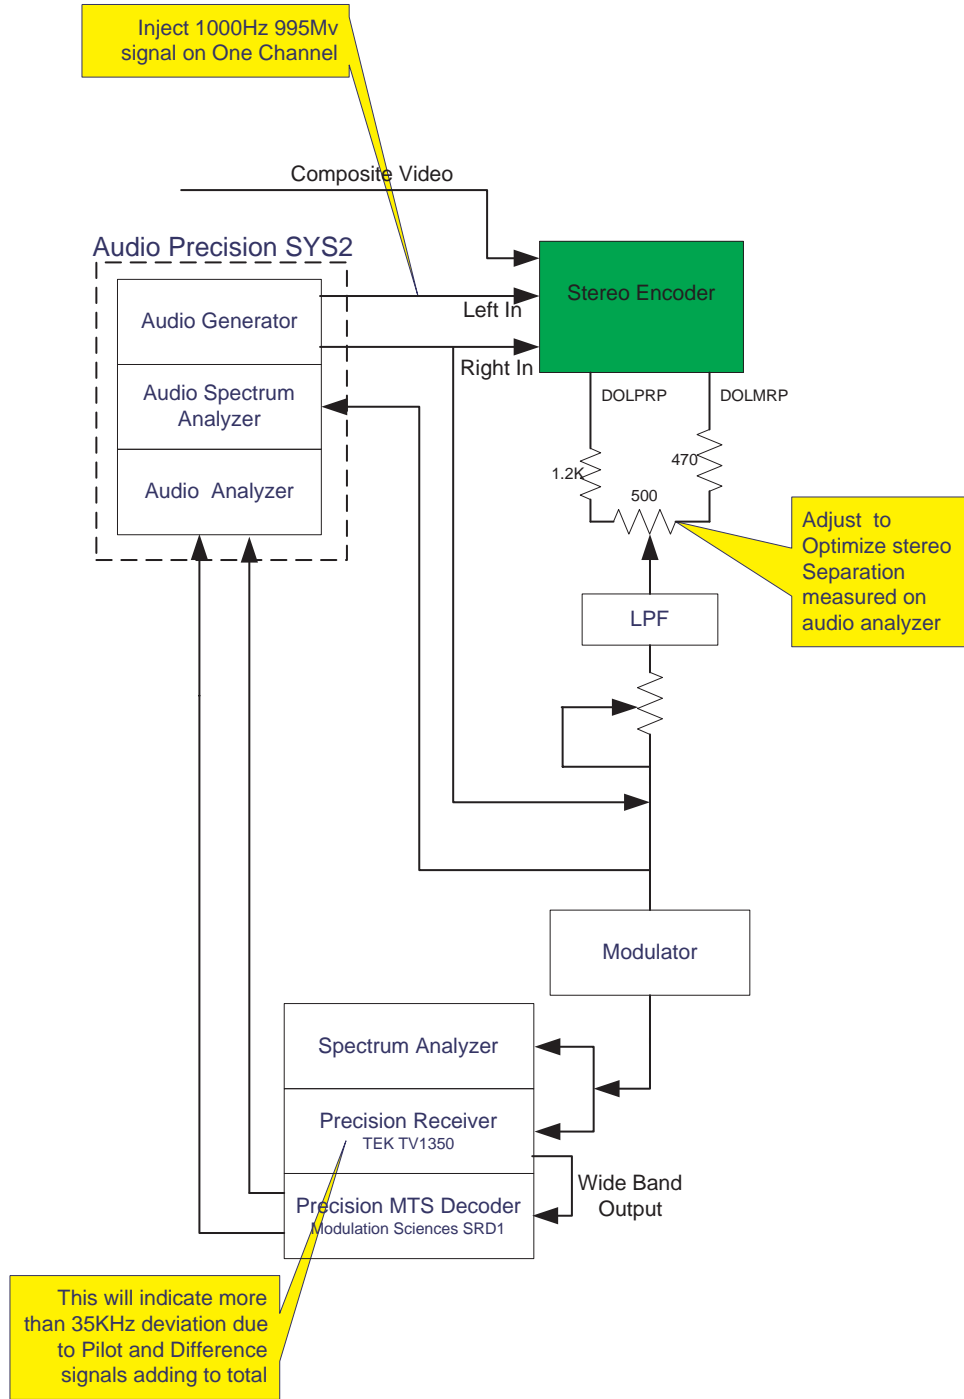 Inject 1000Hz 995Mv
signal on One Channel
Composite Video
Audio Precision SYS2
Stereo Encoder
Audio Generator
Left In
Right In
Audio Spectrum
Analyzer
DOLPRP
DOLMRP
Audio Analyzer
1.2K
470
500
Adjust to
Optimize stereo
Separation
measured on
audio analyzer
LPF
Modulator
Spectrum Analyzer
Precision Receiver
TEK TV1350
Wide Band
Output
Precision MTS Decoder
Modulation Sciences SRD1
This will indicate more
than 35KHz deviation due
to Pilot and Difference
signals adding to total